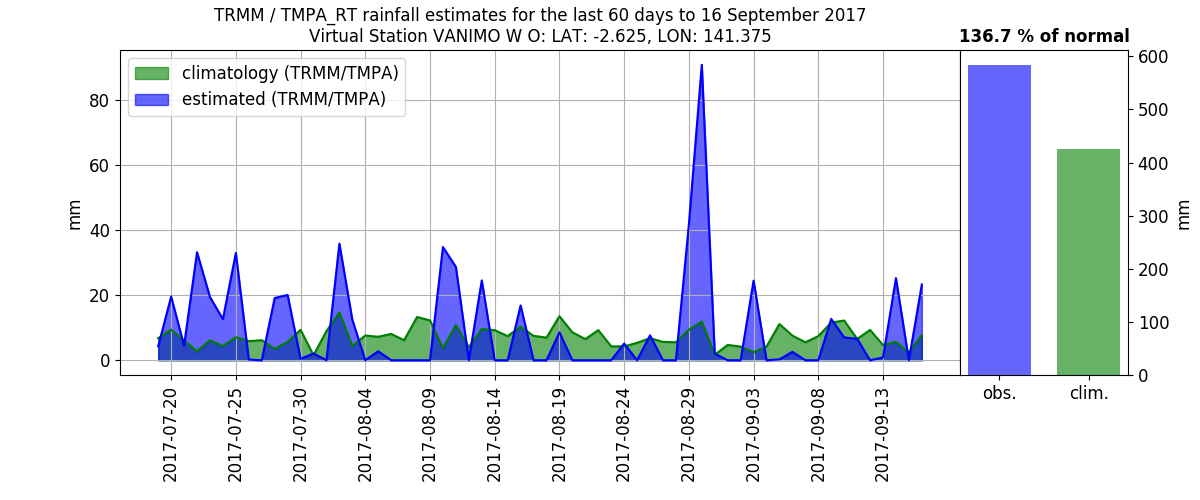 TRMM / TMPA_RT rainfall estimates for the last 60 days to 16 September 2017
Virtual Station VANIMO W O: LAT: -2.625, LON: 141.375
136.7 % of normal
climatology (TRMM/TMPA)
estimated (TRMM/TMPA)
mm
80
60
40
20
0
2017-07-20
2017-07-25
2017-07-30
2017-08-04
2017-08-09
2017-08-14
2017-08-19
2017-08-24
2017-08-29
2017-09-03
2017-09-08
2017-09-13
600
500
400
300
200
100
0
mm
obs.
clim.